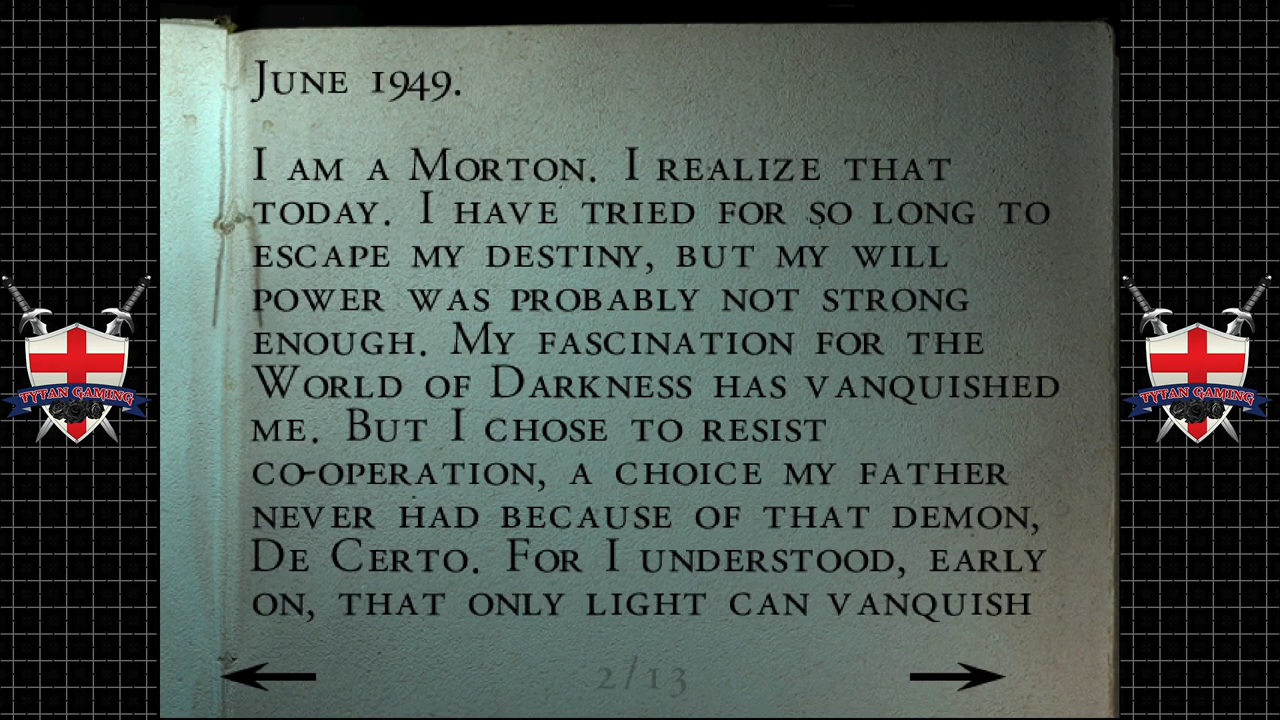 June 1949.
I am a Morton. I realize that
today. I have tried for so long to
escape my destiny, but my will
power was probably not strong
enough. My fascination for the
World of Darkness has vanquished
me. But I chose to resist
co-operation, a choice my father
never had because of that demon,
De Certo. For I understood, early
on, that only light can vanquish
2/13
TYTAN GAMING
TYTAN GAMING